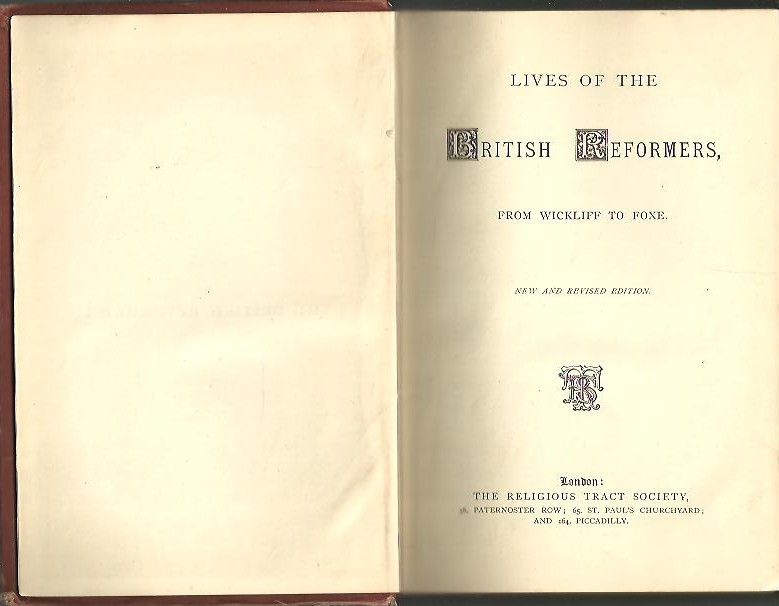 LIVES OF THE
BRITISH REFORMERS,
FROM WICKLIFF TO FOXE.
NEW AND REVISED EDITION.
London:
THE RELIGIOUS TRACT SOCIETY,
56. PATERNOSTER ROW; 65. ST. PAUL'S CHURCHYARD;
AND 164, PICCADILLY.